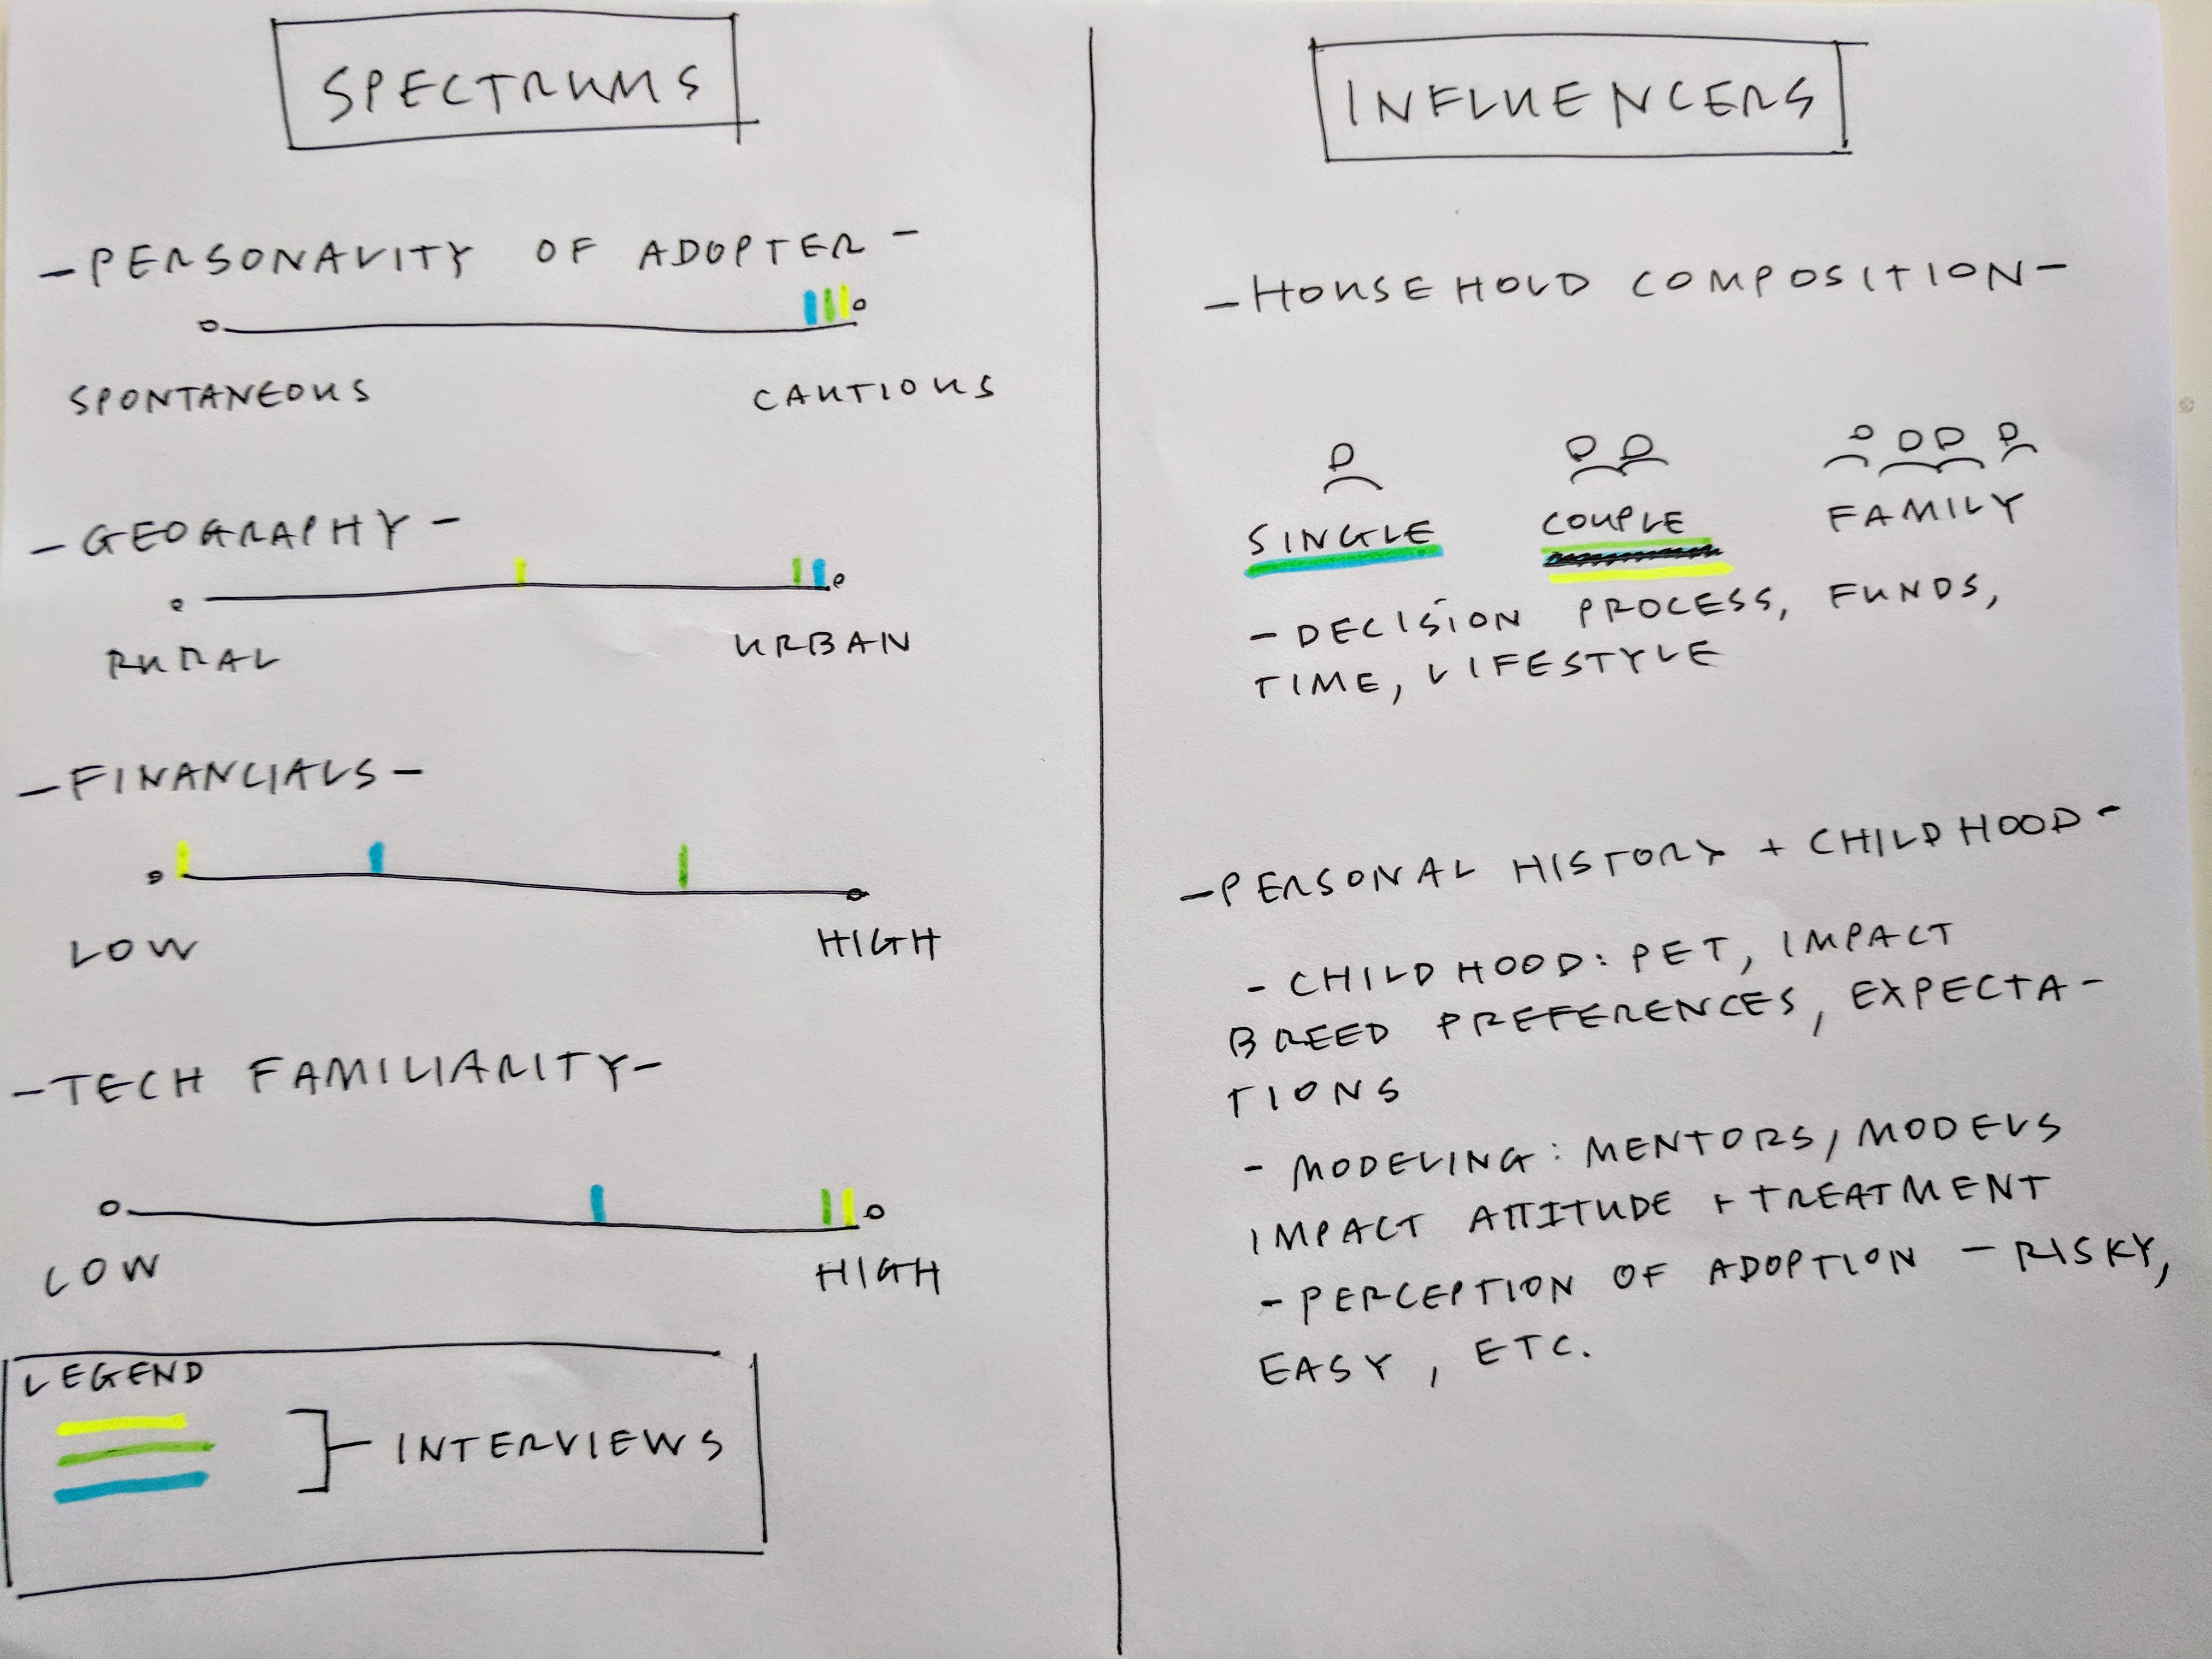 SPECTRUMS
- PERSONALITY OF ADOPTER -
SPONTANEOUS
CAUTIOUS
- GEOGRAPHY -
RURAL
URBAN
- FINANCIALS -
LOW
HIGH
- TECH FAMILIARITY -
LOW
HIGH
LEGEND
INTERVIEWS
INFLUENCERS
- HOUSEHOLD COMPOSITION -
SINGLE
COUPLE
FAMILY
- DECISION PROCESS, FUNDS,
TIME, LIFESTYLE
- PERSONAL HISTORY + CHILDHOOD -
- CHILDHOOD: PET, IMPACT
BREED PREFERENCES, EXPECTA-
TIONS
- MODELING: MENTORS, MODELS
IMPACT ATTITUDE + TREATMENT
- PERCEPTION OF ADOPTION - RISKY,
EASY, ETC.